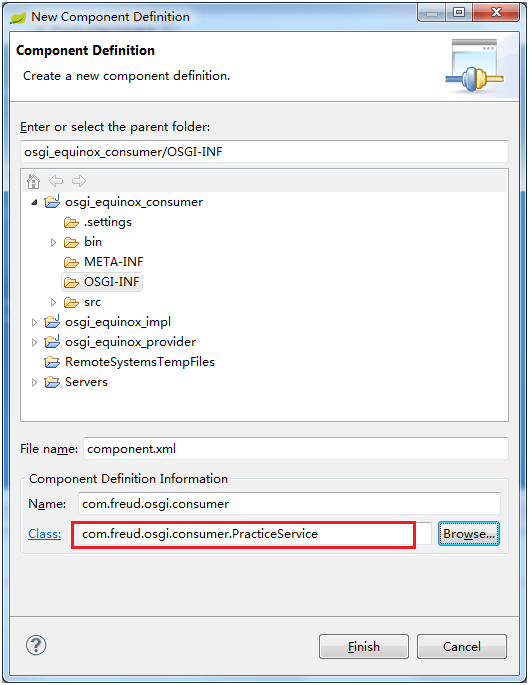 New Component Definition
Component Definition
Create a new component definition.
Enter or select the parent folder:
osgi_equinox_consumer/OSGI-INF
osgi_equinox_consumer
.settings
bin
META-INF
OSGI-INF
src
osgi_equinox_impl
osgi_equinox_provider
RemoteSystemsTempFiles
Servers
File name: component.xml
Component Definition Information
Name: com.freud.osgi.consumer
Class: com.freud.osgi.consumer.PracticeService Browse...
? Finish Cancel